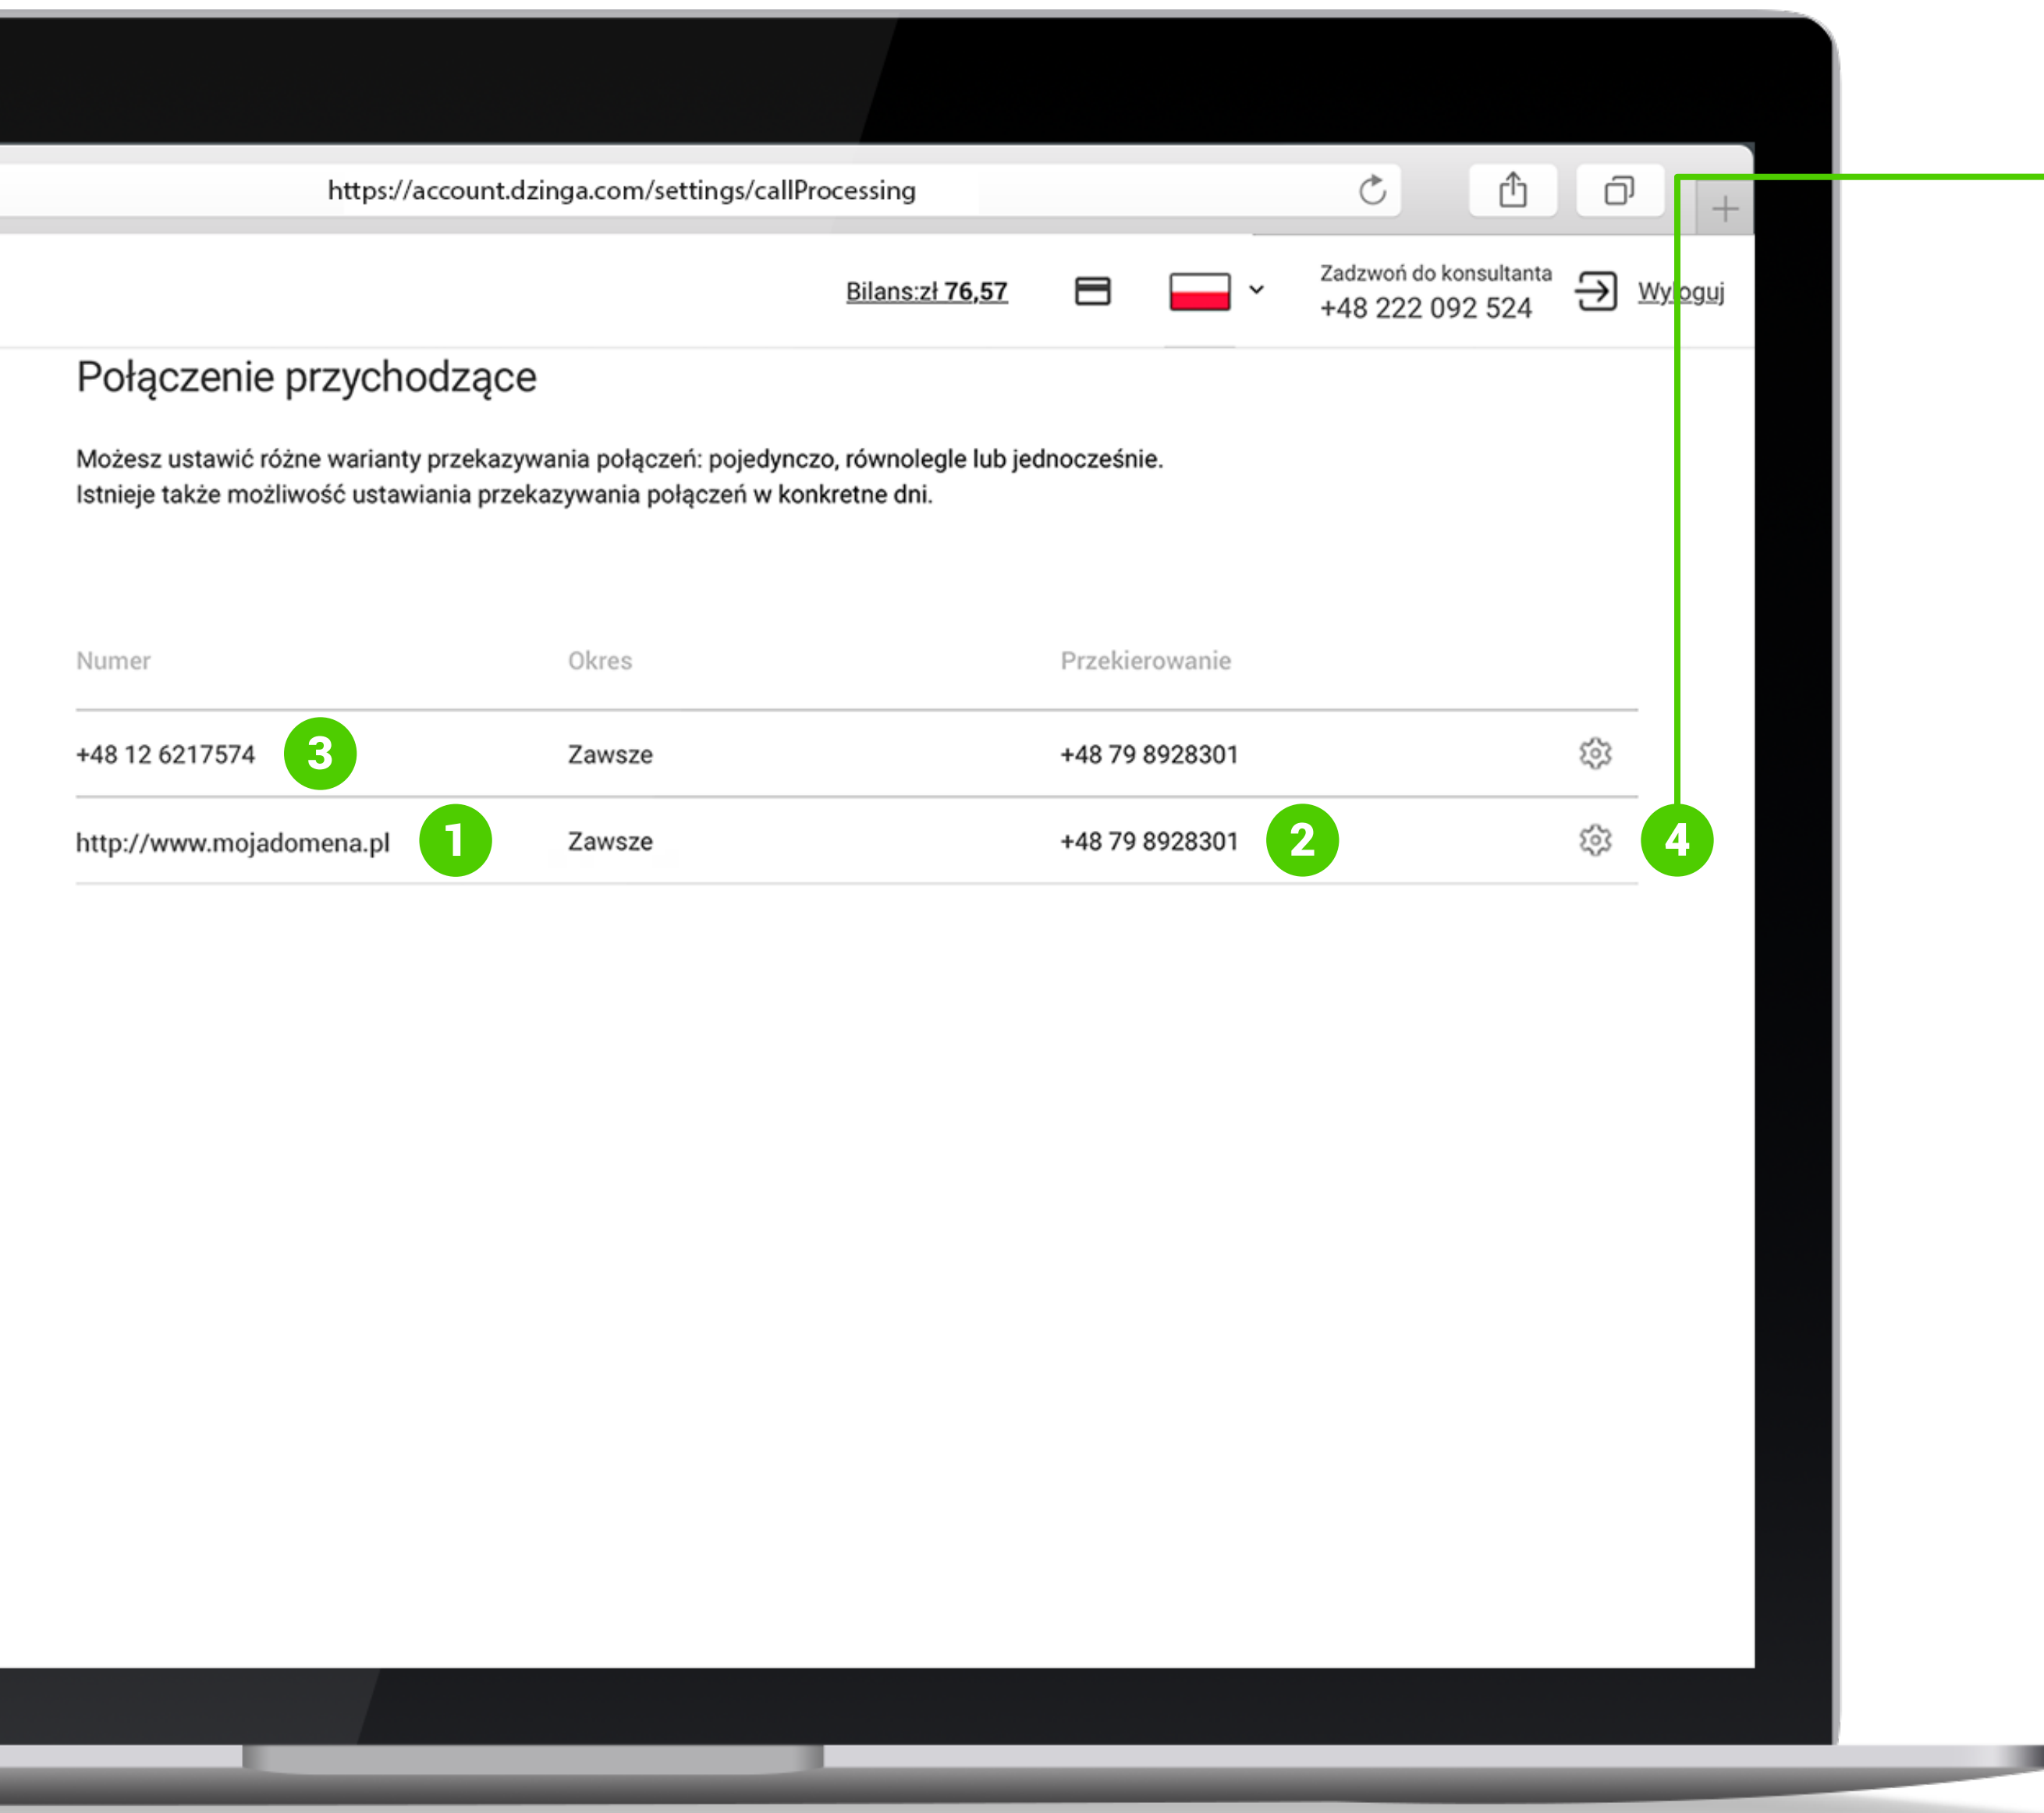 https://account.dzinga.com/settings/callProcessing
Bilans:zł 76,57
Zadzwoń do konsultanta
+48 222 092 524
Wyloguj
Połączenie przychodzące
Możesz ustawić różne warianty przekazywania połączeń: pojedynczo, równolegle lub jednocześnie.
Istnieje także możliwość ustawiania przekazywania połączeń w konkretne dni.
Numer Okres Przekierowanie
+48 12 6217574 3 Zawsze +48 79 8928301
http://www.mojadomena.pl 1 Zawsze +48 79 8928301 2 4